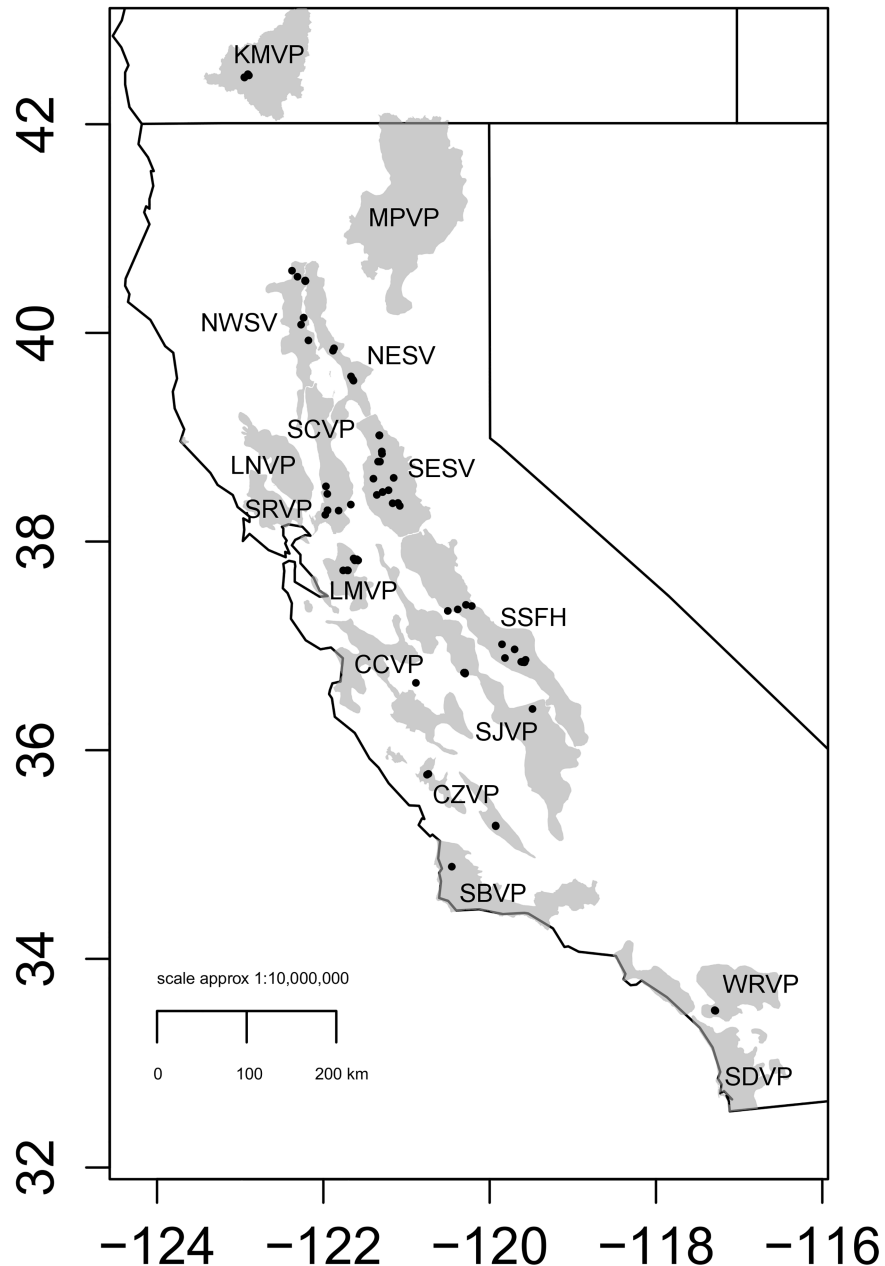 KMVP
42
MPVP
NWSV
40
NESV
SCVP
LNVP
SESV
SRVP
38
LMVP
SSFH
CCVP
SJVP
36
CZVP
SBVP
34
scale approx 1:10,000,000
WRVP
0 100 200 km
SDVP
32
−124 −122 −120 −118 −116